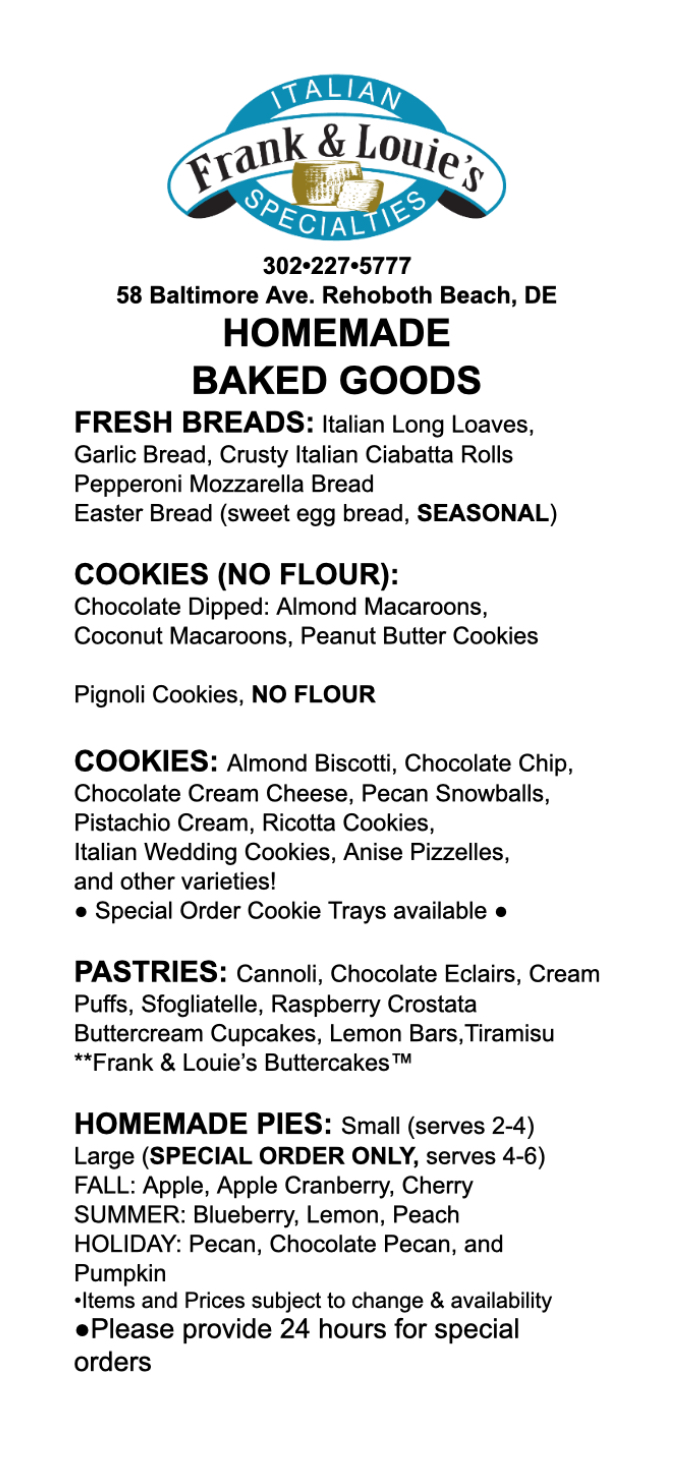 ITALIAN
Frank & Louie's
SPECIALTIES
302•227•5777
58 Baltimore Ave. Rehoboth Beach, DE
HOMEMADE
BAKED GOODS
FRESH BREADS: Italian Long Loaves,
Garlic Bread, Crusty Italian Ciabatta Rolls
Pepperoni Mozzarella Bread
Easter Bread (sweet egg bread, SEASONAL)
COOKIES (NO FLOUR):
Chocolate Dipped: Almond Macaroons,
Coconut Macaroons, Peanut Butter Cookies
Pignoli Cookies, NO FLOUR
COOKIES: Almond Biscotti, Chocolate Chip,
Chocolate Cream Cheese, Pecan Snowballs,
Pistachio Cream, Ricotta Cookies,
Italian Wedding Cookies, Anise Pizzelles,
and other varieties!
● Special Order Cookie Trays available ●
PASTRIES: Cannoli, Chocolate Eclairs, Cream
Puffs, Sfogliatelle, Raspberry Crostata
Buttercream Cupcakes, Lemon Bars,Tiramisu
**Frank & Louie's Buttercakes™
HOMEMADE PIES: Small (serves 2-4)
Large (SPECIAL ORDER ONLY, serves 4-6)
FALL: Apple, Apple Cranberry, Cherry
SUMMER: Blueberry, Lemon, Peach
HOLIDAY: Pecan, Chocolate Pecan, and
Pumpkin
•Items and Prices subject to change & availability
●Please provide 24 hours for special
orders